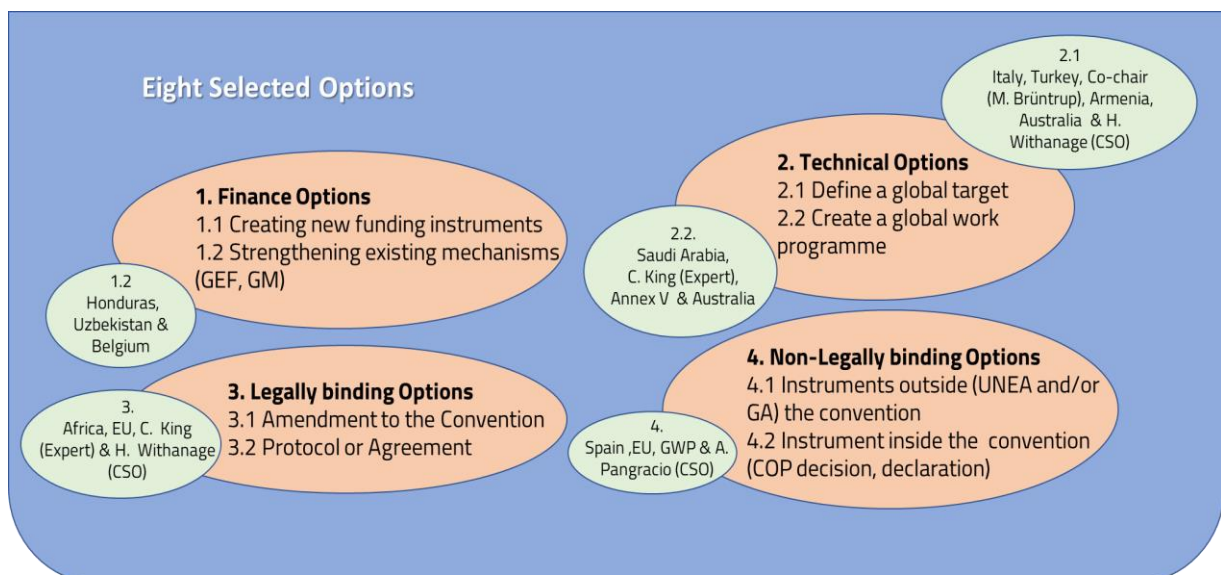 Eight Selected Options
1. Finance Options
1.1 Creating new funding instruments
1.2 Strengthening existing mechanisms
(GEF, GM)
1.2
Honduras,
Uzbekistan &
Belgium
2.1
Italy, Turkey, Co-chair
(M. Brüntrup), Armenia,
Australia & H.
Withanage (CSO)
2. Technical Options
2.1 Define a global target
2.2 Create a global work
programme
2.2.
Saudi Arabia,
C. King (Expert),
Annex V & Australia
3. Legally binding Options
3.1 Amendment to the Convention
3.2 Protocol or Agreement
3.
Africa, EU, C. King
(Expert) & H. Withanage
(CSO)
4. Non-Legally binding Options
4.1 Instruments outside (UNEA and/or
GA) the convention
4.2 Instrument inside the convention
(COP decision, declaration)
4.
Spain ,EU, GWP & A.
Pangracio (CSO)